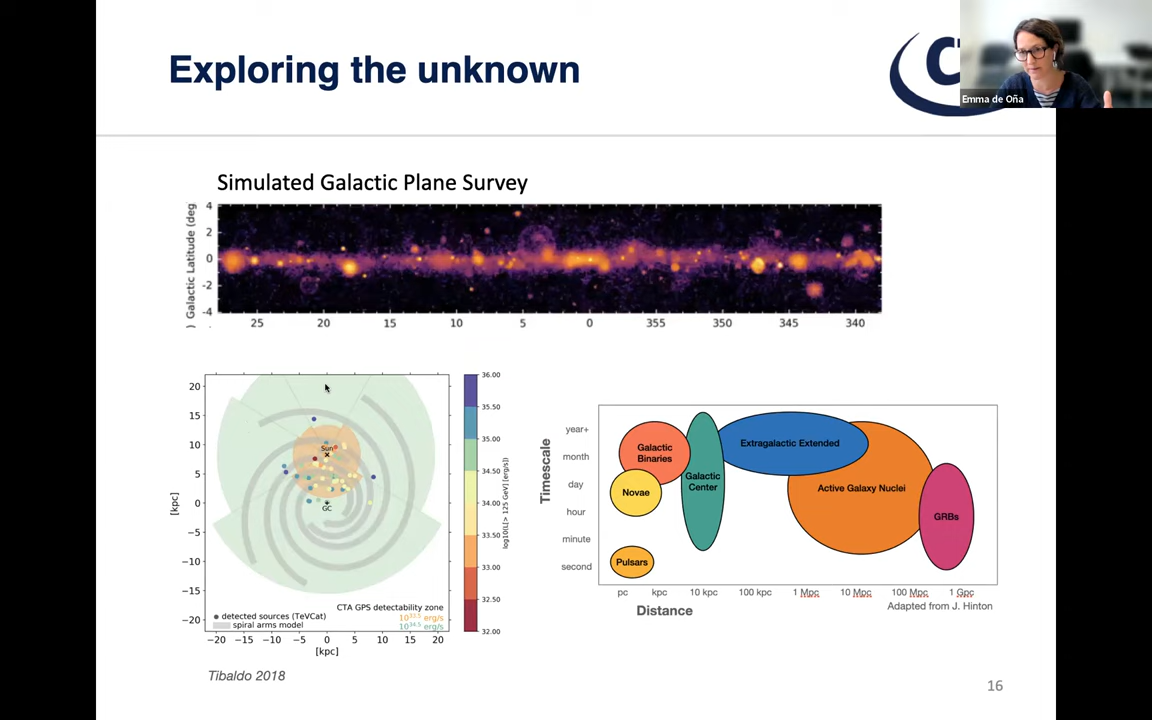 Exploring the unknown
C
Emma de Oña
Simulated Galactic Plane Survey
) Galactic Latitude (deg
4
2
0
-2
-4
25 20 15 10 5 0 355 350 345 340
[kpc]
20
15
10
5
0
−5
−10
−15
−20
Sun
GC
CTA GPS detectability zone
detected sources (TeVCat)
10^33.5 erg/s
spiral arms model
10^34.5 erg/s
−20 −15 −10 −5 0 5 10 15 20
[kpc]
36.00
35.50
35.00
34.50
34.00
33.50
33.00
32.50
32.00
log10(L(> 125 GeV) [erg/s])
Tibaldo 2018
Timescale
year+
month
day
hour
minute
second
Galactic
Binaries
Novae
Pulsars
Galactic
Center
Extragalactic Extended
Active Galaxy Nuclei
GRBs
pc kpc 10 kpc 100 kpc 1 Mpc 10 Mpc 100 Mpc 1 Gpc
Distance
Adapted from J. Hinton
16